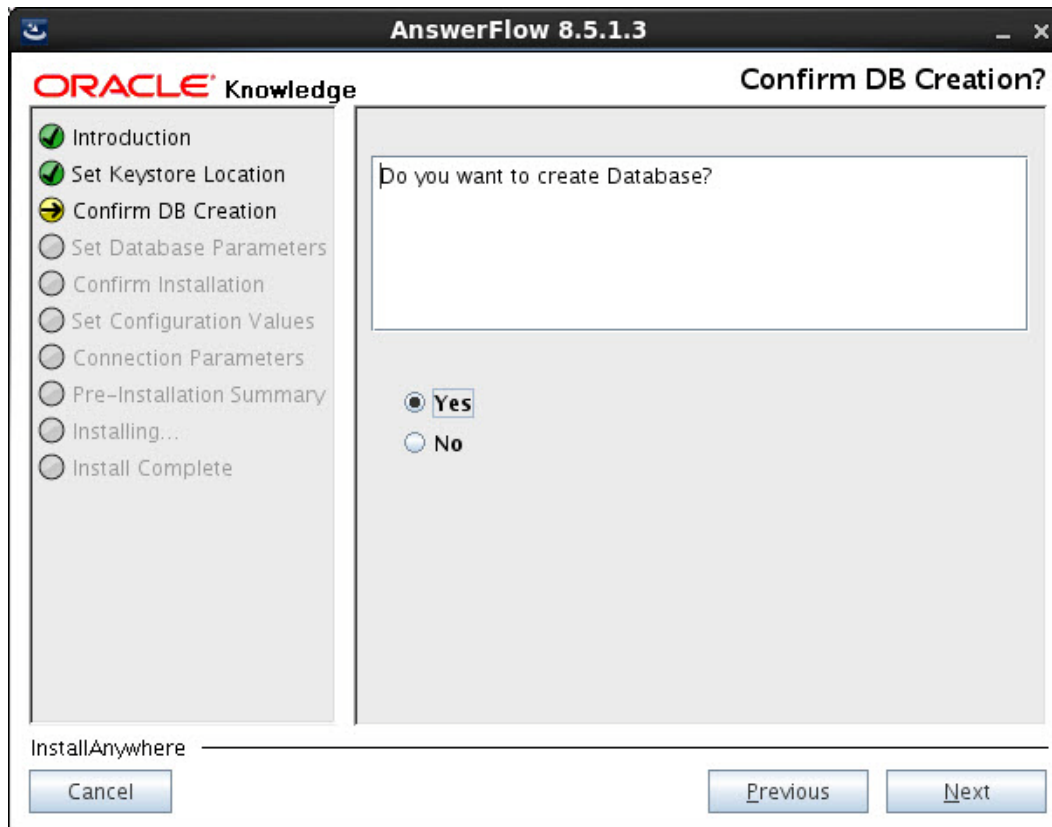 AnswerFlow 8.5.1.3
ORACLE Knowledge
Confirm DB Creation?
Introduction
Set Keystore Location
Confirm DB Creation
Set Database Parameters
Confirm Installation
Set Configuration Values
Connection Parameters
Pre-Installation Summary
Installing...
Install Complete
Do you want to create Database?
Yes
No
InstallAnywhere
Cancel
Previous
Next